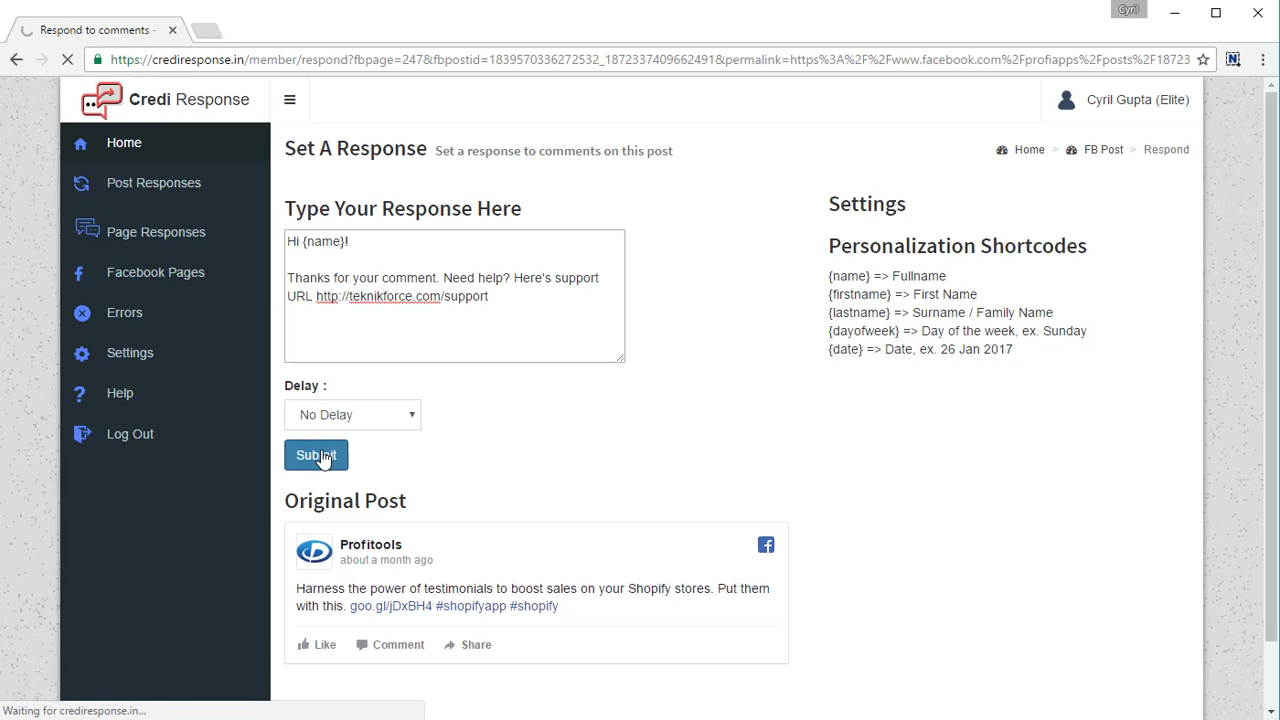 Cyril
Respond to comments -
https://crediresponse.in/member/respond?fbpage=247&fbpostid=1839570336272532_1872337409662491&permalink=https%3A%2F%2Fwww.facebook.com%2Fprofiapps%2Fposts%2F18723
Credi Response
Cyril Gupta (Elite)
Home
Post Responses
Page Responses
Facebook Pages
Errors
Settings
Help
Log Out
Set A Response Set a response to comments on this post
Home > FB Post > Respond
Type Your Response Here
Hi {name}!
Thanks for your comment. Need help? Here's support
URL http://teknikforce.com/support
Delay :
No Delay
Submit
Settings
Personalization Shortcodes
{name} => Fullname
{firstname} => First Name
{lastname} => Surname / Family Name
{dayofweek} => Day of the week, ex. Sunday
{date} => Date, ex. 26 Jan 2017
Original Post
Profitools
about a month ago
Harness the power of testimonials to boost sales on your Shopify stores. Put them
with this. goo.gl/jDxBH4 #shopifyapp #shopify
Like Comment Share
Waiting for crediresponse.in...